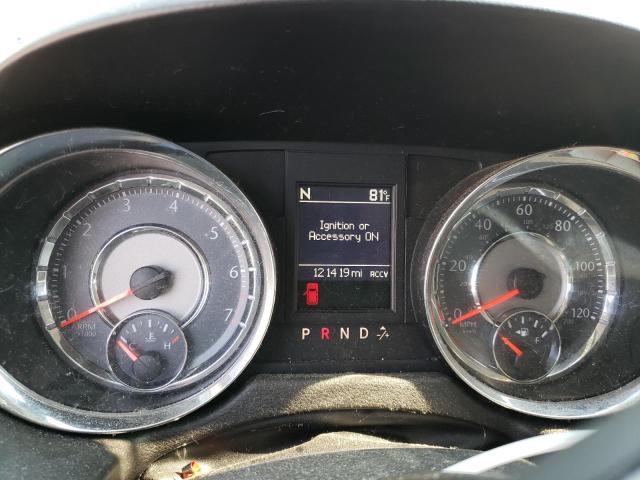 N 81°F
Ignition or
Accessory ON
121419 mi ACCY
P R N D
0 1 2 3 4 5 6 7
RPM
x1000
C H
0 20 40 60 80 100 120
MPH
F